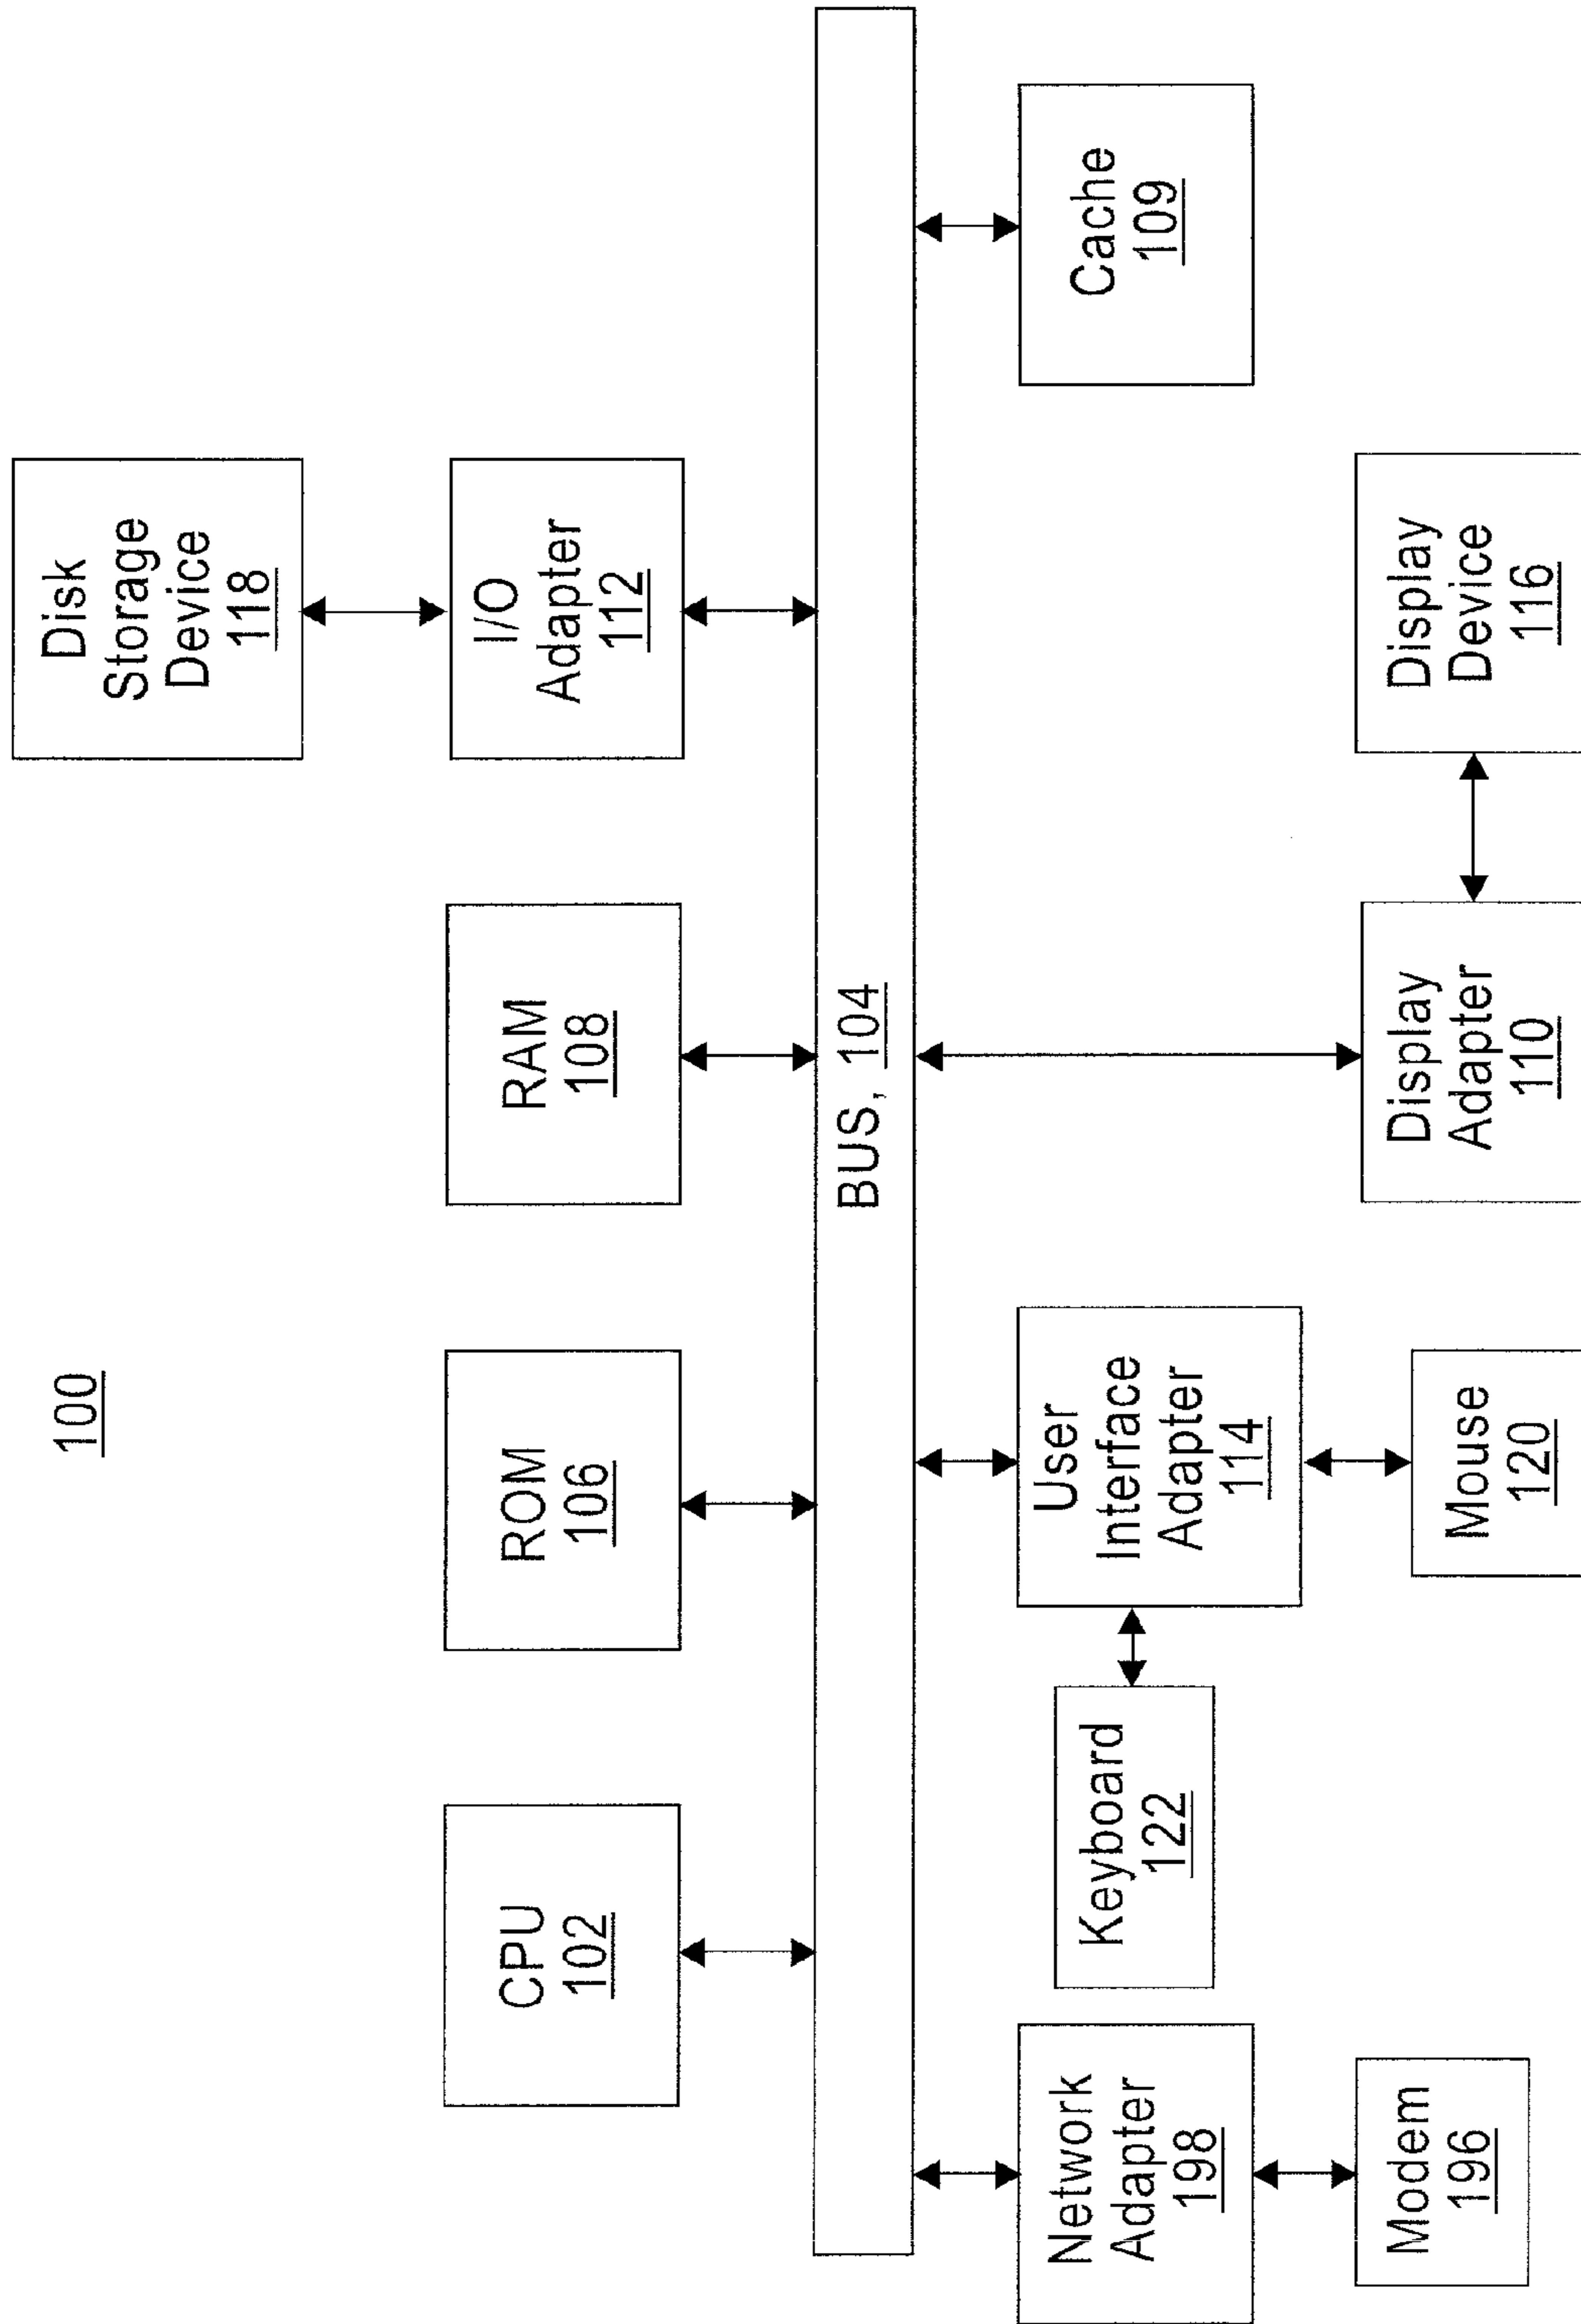 100
Disk
Storage
Device
118
CPU
102
ROM
106
RAM
108
I/O
Adapter
112
BUS, 104
Network
Adapter
198
Keyboard
122
User
Interface
Adapter
114
Cache
109
Modem
196
Mouse
120
Display
Adapter
110
Display
Device
116